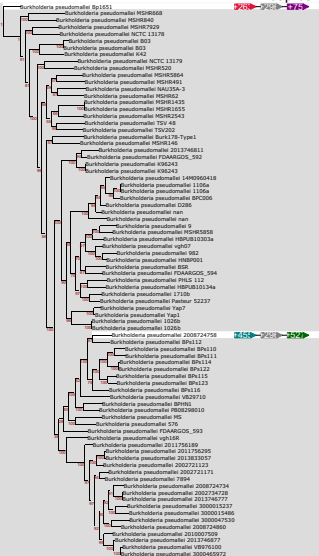 Burkholderia pseudomallei Bp1651
Burkholderia pseudomallei MSHR668
Burkholderia pseudomallei MSHR840
Burkholderia pseudomallei MSHR7929
Burkholderia pseudomallei NCTC 13178
Burkholderia pseudomallei B03
Burkholderia pseudomallei B03
Burkholderia pseudomallei K42
Burkholderia pseudomallei NCTC 13179
Burkholderia pseudomallei MSHR520
Burkholderia pseudomallei MSHR5864
Burkholderia pseudomallei MSHR491
Burkholderia pseudomallei NAU35A-3
Burkholderia pseudomallei MSHR62
Burkholderia pseudomallei MSHR1435
Burkholderia pseudomallei MSHR1655
Burkholderia pseudomallei MSHR2543
Burkholderia pseudomallei TSV 48
Burkholderia pseudomallei TSV202
Burkholderia pseudomallei Burk178-Type1
Burkholderia pseudomallei MSHR146
Burkholderia pseudomallei 2013746811
Burkholderia pseudomallei FDAARGOS_592
Burkholderia pseudomallei K96243
Burkholderia pseudomallei K96243
Burkholderia pseudomallei 14M0960418
Burkholderia pseudomallei 1106a
Burkholderia pseudomallei 1106a
Burkholderia pseudomallei BPC006
Burkholderia pseudomallei D286
Burkholderia pseudomallei nan
Burkholderia pseudomallei nan
Burkholderia pseudomallei 9
Burkholderia pseudomallei MSHR5858
Burkholderia pseudomallei HBPUB10303a
Burkholderia pseudomallei vgh07
Burkholderia pseudomallei 982
Burkholderia pseudomallei HNBP001
Burkholderia pseudomallei BSR
Burkholderia pseudomallei FDAARGOS_594
Burkholderia pseudomallei PHLS 112
Burkholderia pseudomallei HBPUB10134a
Burkholderia pseudomallei 1710b
Burkholderia pseudomallei Pasteur 52237
Burkholderia pseudomallei Yap7
Burkholderia pseudomallei Yap1
Burkholderia pseudomallei 1026b
Burkholderia pseudomallei 1026b
Burkholderia pseudomallei 2008724758
Burkholderia pseudomallei BPs112
Burkholderia pseudomallei BPs110
Burkholderia pseudomallei BPs111
Burkholderia pseudomallei BPs114
Burkholderia pseudomallei BPs122
Burkholderia pseudomallei BPs115
Burkholderia pseudomallei BPs123
Burkholderia pseudomallei BPs116
Burkholderia pseudomallei VB29710
Burkholderia pseudomallei BPHN1
Burkholderia pseudomallei PB08298010
Burkholderia pseudomallei MS
Burkholderia pseudomallei 576
Burkholderia pseudomallei FDAARGOS_593
Burkholderia pseudomallei vgh16R
Burkholderia pseudomallei 2011756189
Burkholderia pseudomallei 2011756295
Burkholderia pseudomallei 2013833057
Burkholderia pseudomallei 2002721123
Burkholderia pseudomallei 2002721171
Burkholderia pseudomallei 7894
Burkholderia pseudomallei 2008724734
Burkholderia pseudomallei 2002734728
Burkholderia pseudomallei 2013746777
Burkholderia pseudomallei 3000015237
Burkholderia pseudomallei 3000015486
Burkholderia pseudomallei 3000047530
Burkholderia pseudomallei 2008724860
Burkholderia pseudomallei 2010007509
Burkholderia pseudomallei 2013746877
Burkholderia pseudomallei VB976100
Burkholderia pseudomallei 3000465972